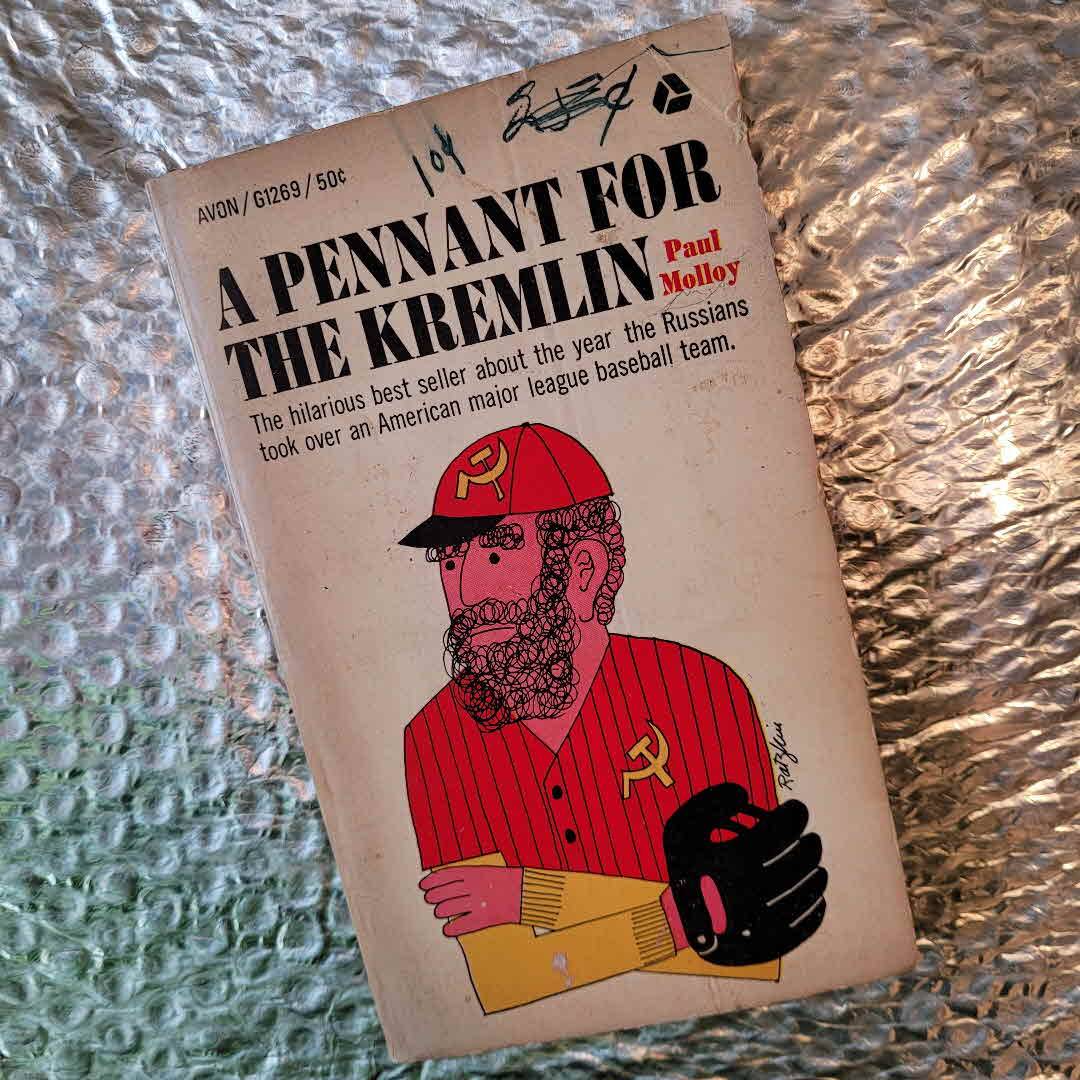 104
AVON / G1269 / 50¢
A PENNANT FOR
THE KREMLIN
Paul
Molloy
The hilarious best seller about the year the Russians
took over an American major league baseball team.